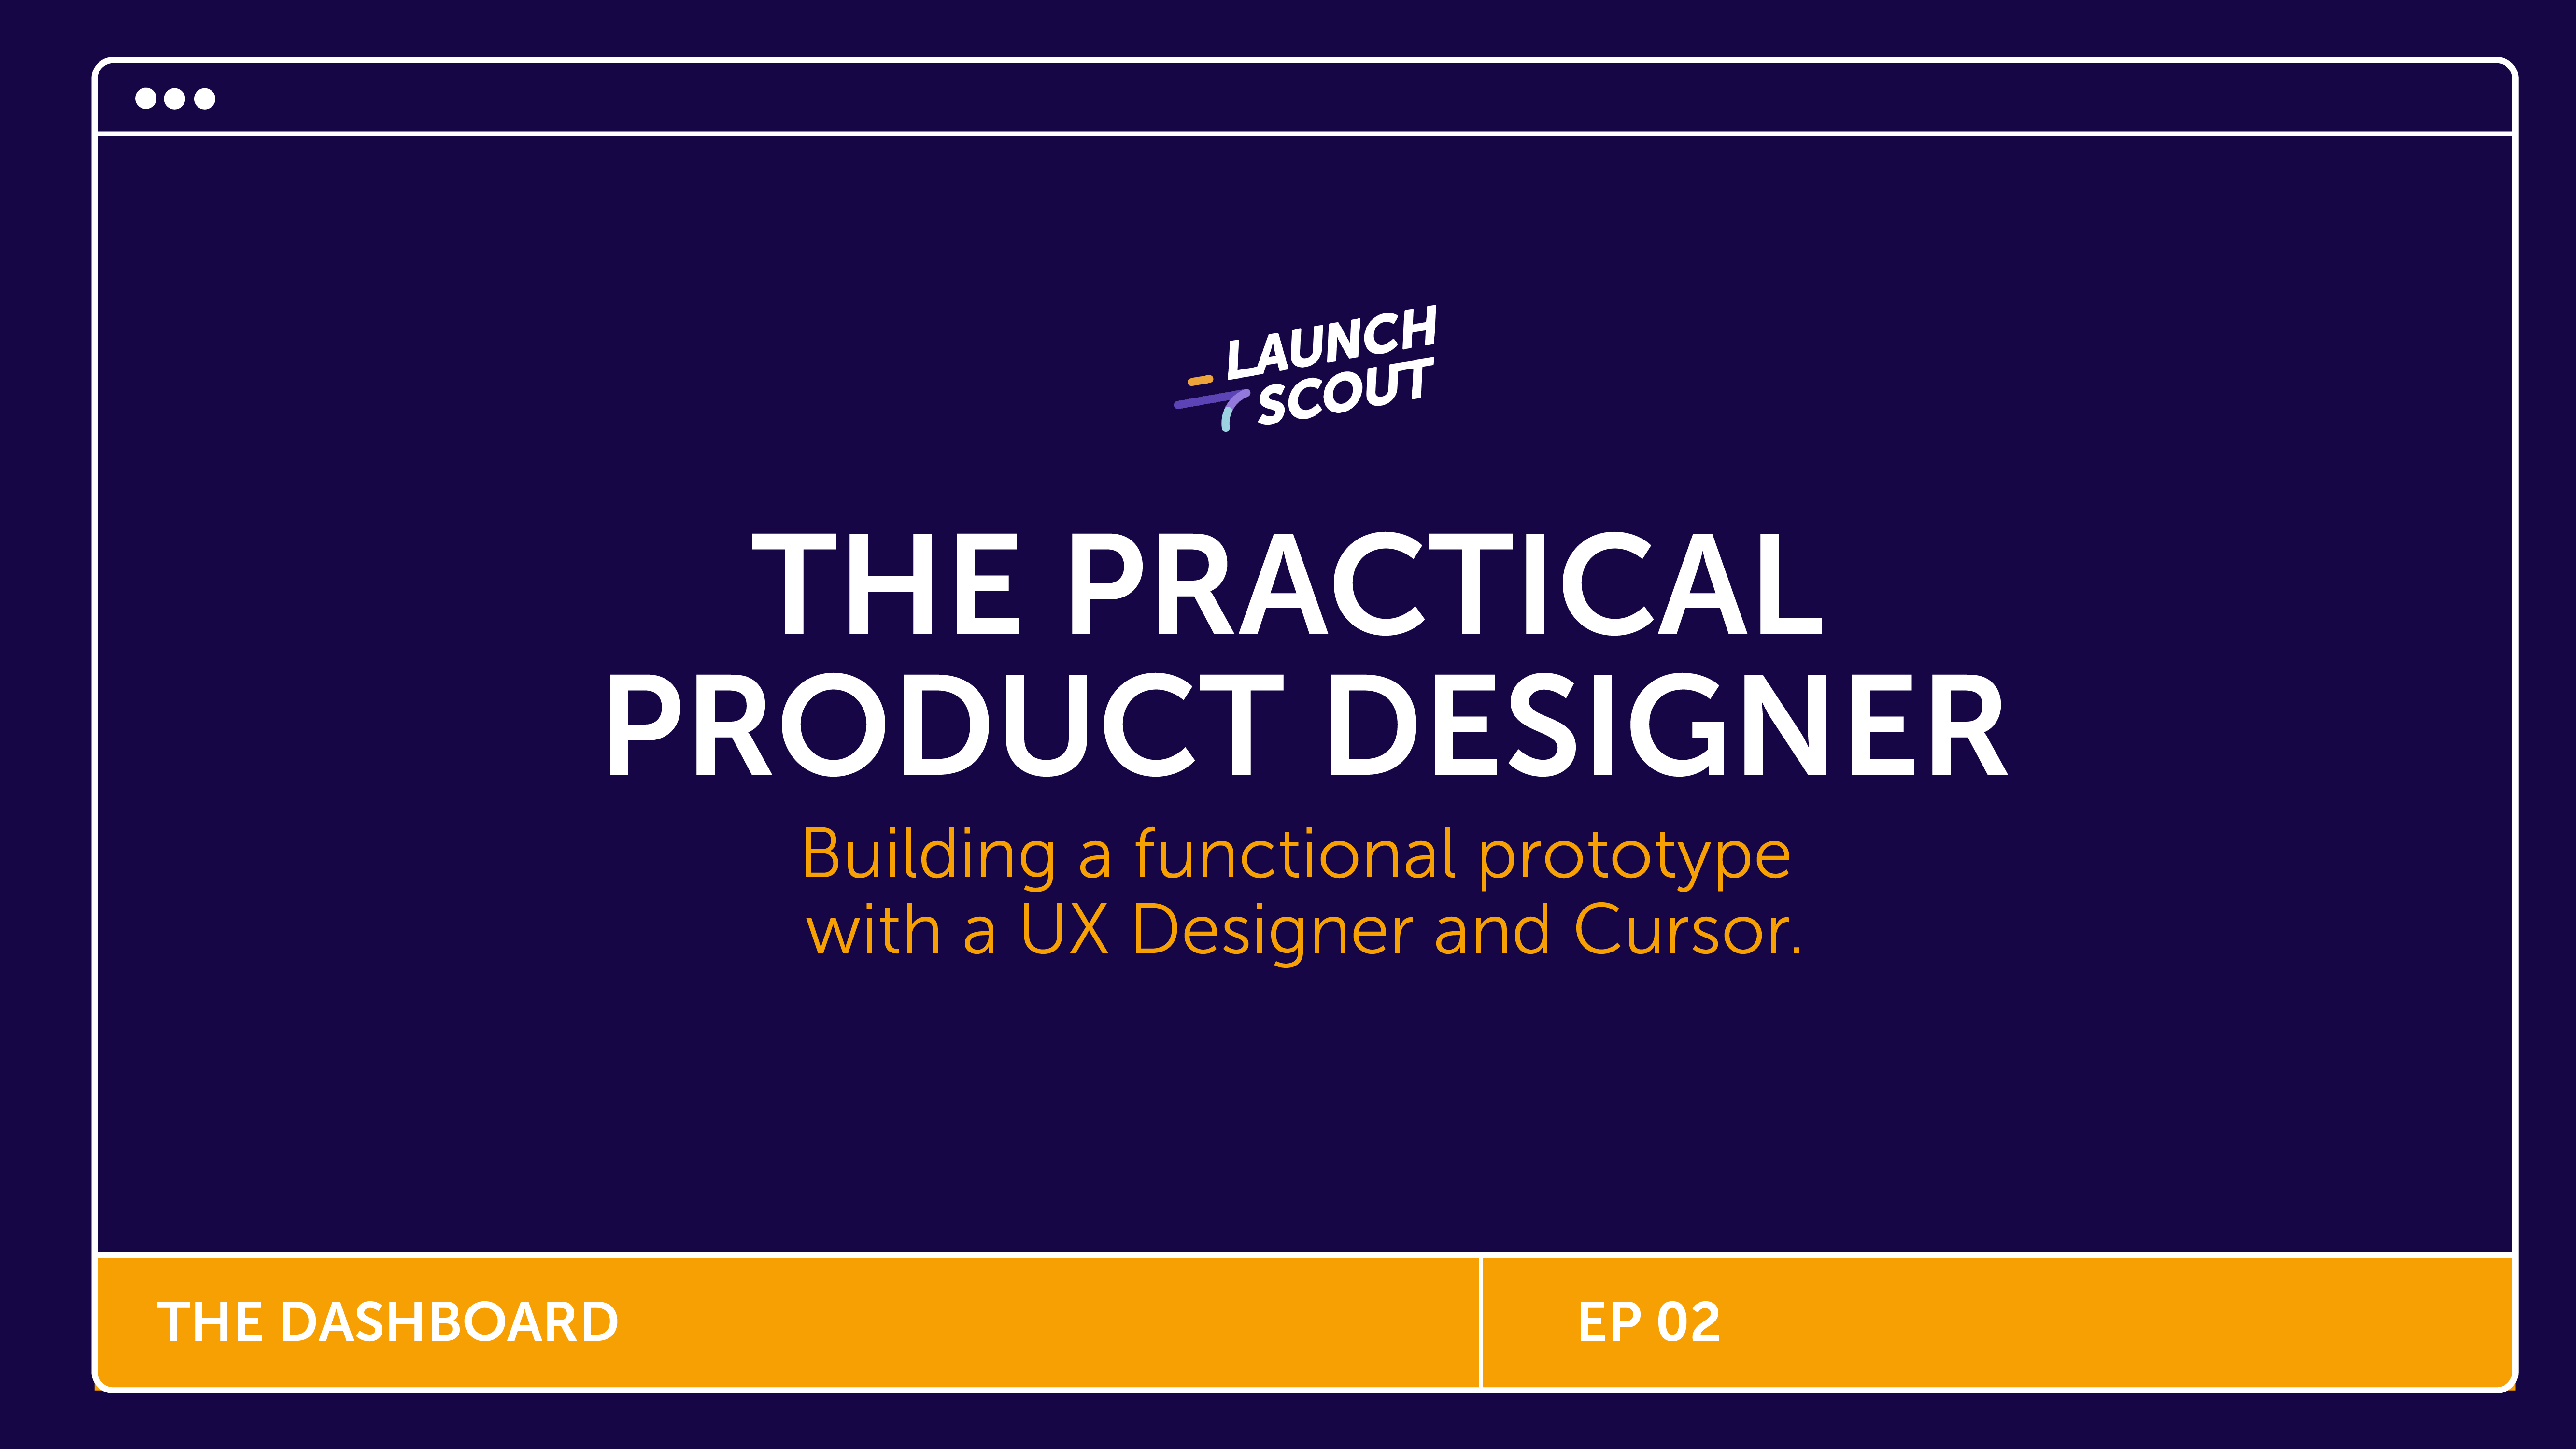 LAUNCH
SCOUT
THE PRACTICAL
PRODUCT DESIGNER
Building a functional prototype
with a UX Designer and Cursor.
THE DASHBOARD
EP 02